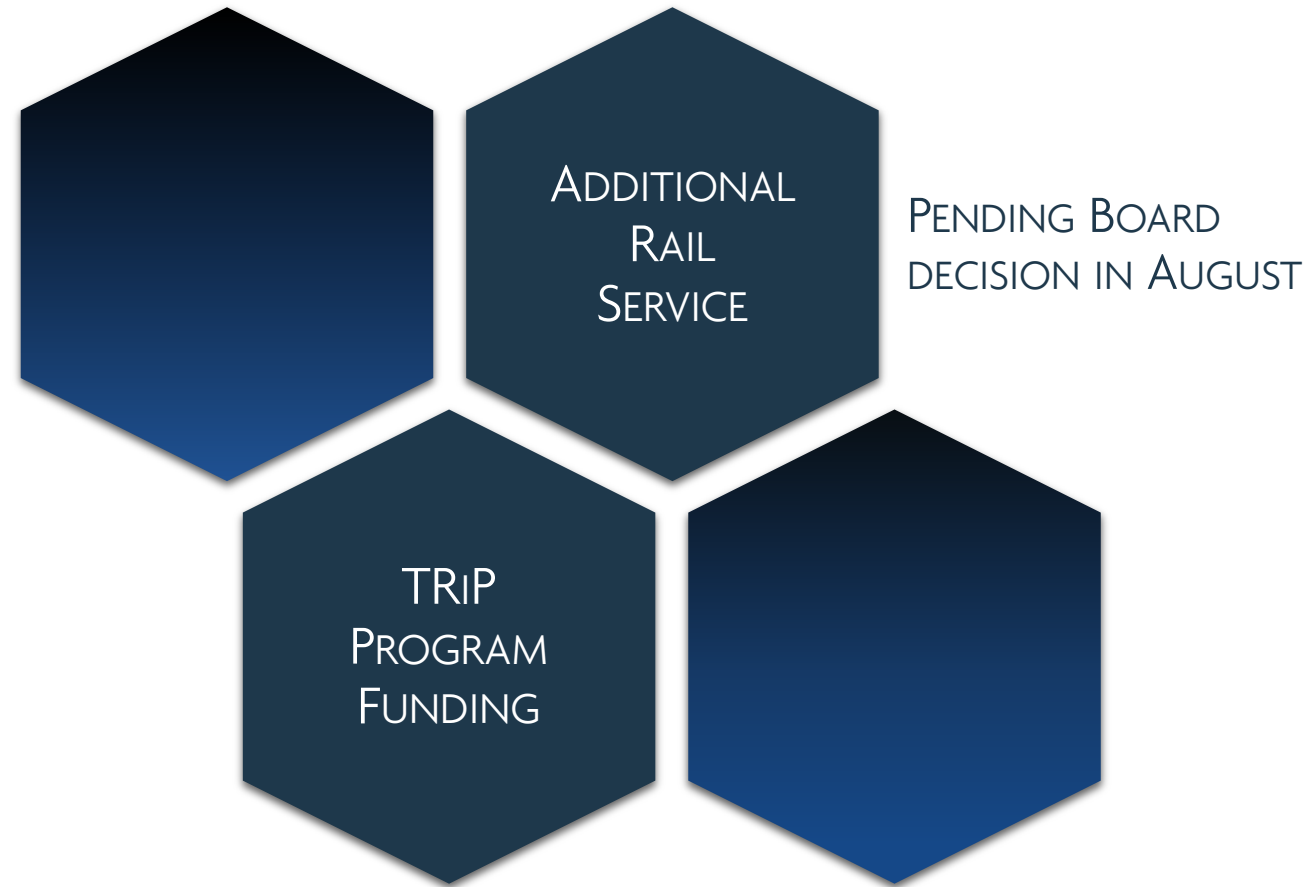 Additional
Rail
Service
Pending Board
decision in August
TRiP
Program
Funding